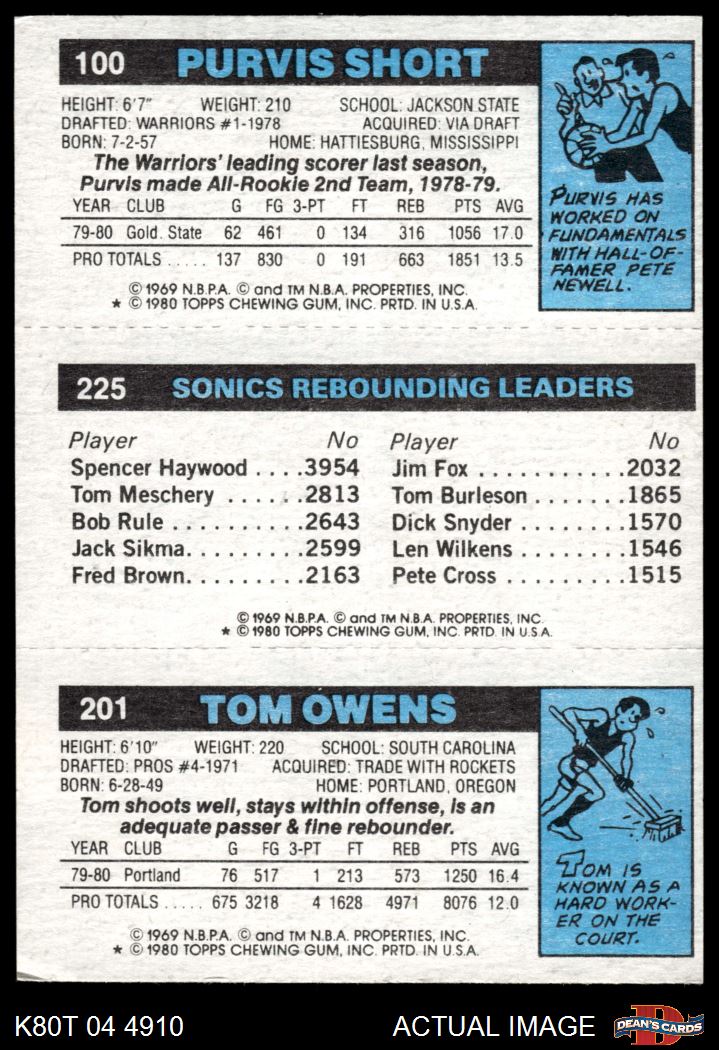 100 PURVIS SHORT
HEIGHT: 6'7" WEIGHT: 210 SCHOOL: JACKSON STATE
DRAFTED: WARRIORS #1-1978 ACQUIRED: VIA DRAFT
BORN: 7-2-57 HOME: HATTIESBURG, MISSISSIPPI
The Warriors' leading scorer last season,
Purvis made All-Rookie 2nd Team, 1978-79.
YEAR CLUB G FG 3-PT FT REB PTS AVG
79-80 Gold. State 62 461 0 134 316 1056 17.0
PRO TOTALS ..... 137 830 0 191 663 1851 13.5
© 1969 N.B.P.A. © and TM N.B.A. PROPERTIES, INC.
★ © 1980 TOPPS CHEWING GUM, INC. PRTD. IN U.S.A.
PURVIS HAS
WORKED ON
FUNDAMENTALS
WITH HALL-OF-
FAMER PETE
NEWELL.
225 SONICS REBOUNDING LEADERS
Player No Player No
Spencer Haywood ....3954 Jim Fox ...........2032
Tom Meschery ......2813 Tom Burleson.......1865
Bob Rule ..........2643 Dick Snyder ........1570
Jack Sikma.........2599 Len Wilkens ........1546
Fred Brown.........2163 Pete Cross .........1515
© 1969 N.B.P.A. © and TM N.B.A. PROPERTIES, INC.
★ © 1980 TOPPS CHEWING GUM, INC. PRTD. IN U.S.A.
201 TOM OWENS
HEIGHT: 6'10" WEIGHT: 220 SCHOOL: SOUTH CAROLINA
DRAFTED: PROS #4-1971 ACQUIRED: TRADE WITH ROCKETS
BORN: 6-28-49 HOME: PORTLAND, OREGON
Tom shoots well, stays within offense, is an
adequate passer & fine rebounder.
YEAR CLUB G FG 3-PT FT REB PTS AVG
79-80 Portland 76 517 1 213 573 1250 16.4
PRO TOTALS ..... 675 3218 4 1628 4971 8076 12.0
© 1969 N.B.P.A. © and TM N.B.A. PROPERTIES, INC.
★ © 1980 TOPPS CHEWING GUM, INC. PRTD. IN U.S.A.
TOM IS
KNOWN AS A
HARD WORK-
ER ON THE
COURT.
K80T 04 4910 ACTUAL IMAGE D DEAN'S CARDS